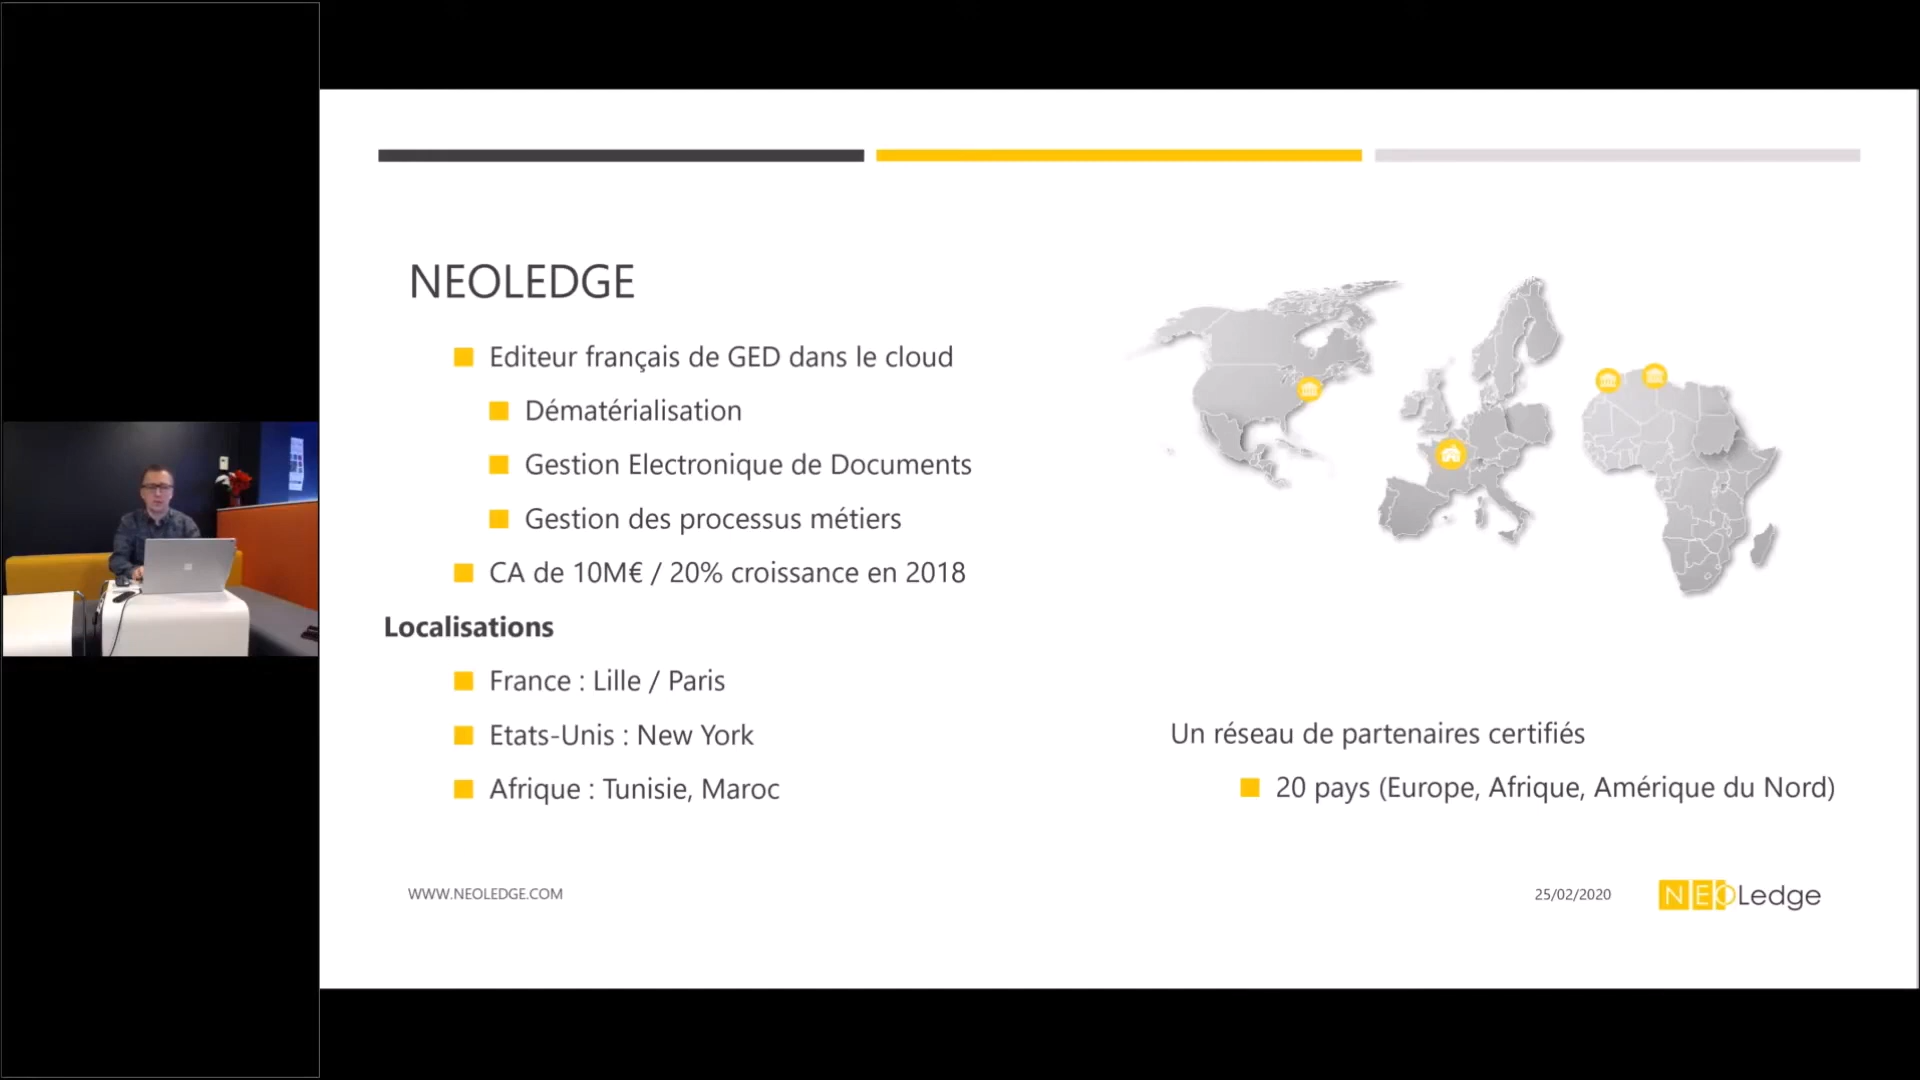 NEOLEDGE
Editeur français de GED dans le cloud
Dématérialisation
Gestion Electronique de Documents
Gestion des processus métiers
CA de 10M€ / 20% croissance en 2018
Localisations
France : Lille / Paris
Etats-Unis : New York
Afrique : Tunisie, Maroc
Un réseau de partenaires certifiés
20 pays (Europe, Afrique, Amérique du Nord)
WWW.NEOLEDGE.COM
25/02/2020
NEOLedge